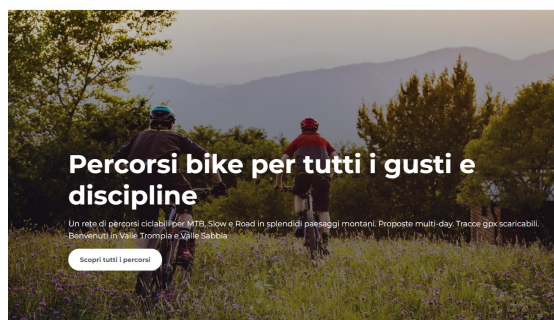 Percorsi bike per tutti i gusti e
discipline
Un rete di percorsi ciclabili per MTB, Slow e Road in splendidi paesaggi montani. Proposte multi-day. Tracce gpx scaricabili.
Benvenuti in Valle Trompia e Valle Sabbia
Scopri tutti i percorsi